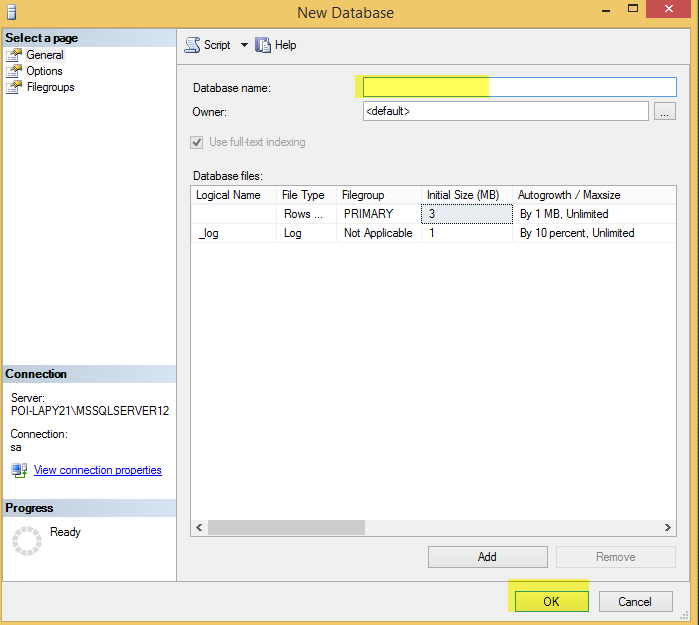 New Database
Select a page
General
Options
Filegroups
Script
Help
Database name:
Owner:
<default>
...
Use full-text indexing
Database files:
Logical Name File Type Filegroup Initial Size (MB) Autogrowth / Maxsize
Rows ... PRIMARY 3 By 1 MB, Unlimited
_log Log Not Applicable 1 By 10 percent, Unlimited
Connection
Server:
POI-LAPY21\MSSQLSERVER12
Connection:
sa
View connection properties
Progress
Ready
Add
Remove
OK
Cancel